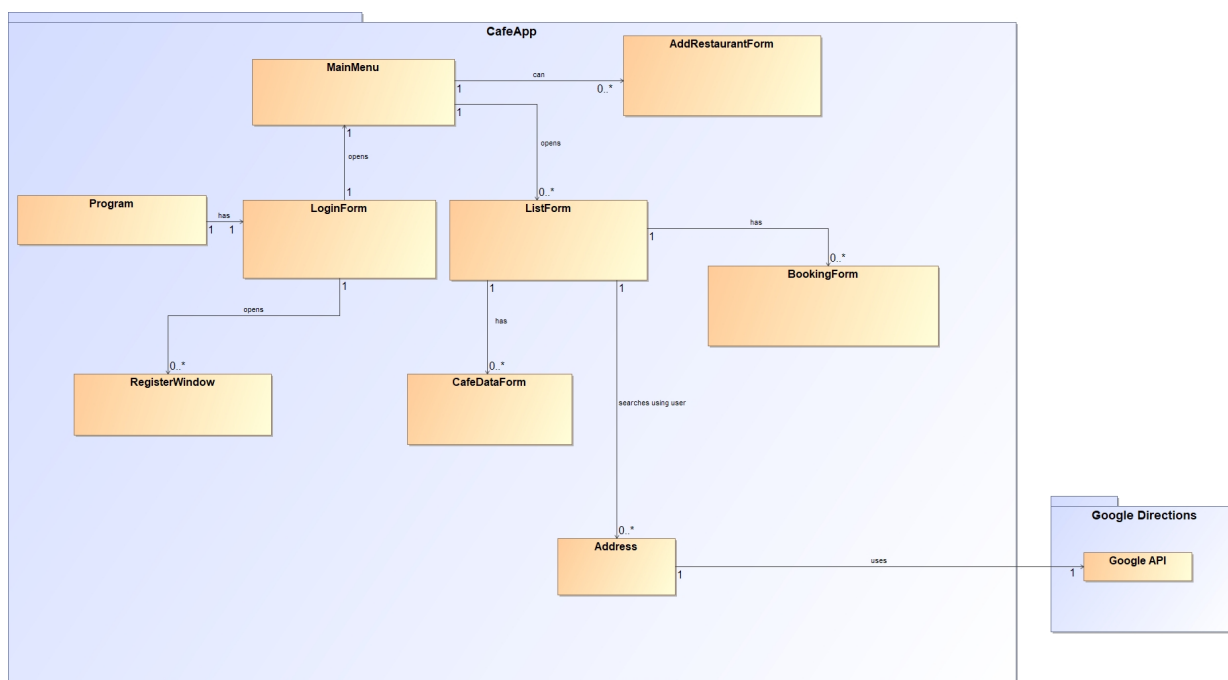 CafeApp
AddRestaurantForm
MainMenu
can
1
0..*
1
opens
0..*
1
opens
1
Program
has
1
1
LoginForm
ListForm
has
1
0..*
BookingForm
1
opens
0..*
RegisterWindow
1
has
0..*
CafeDataForm
1
searches using user
0..*
Address
uses
1
1
Google Directions
Google API